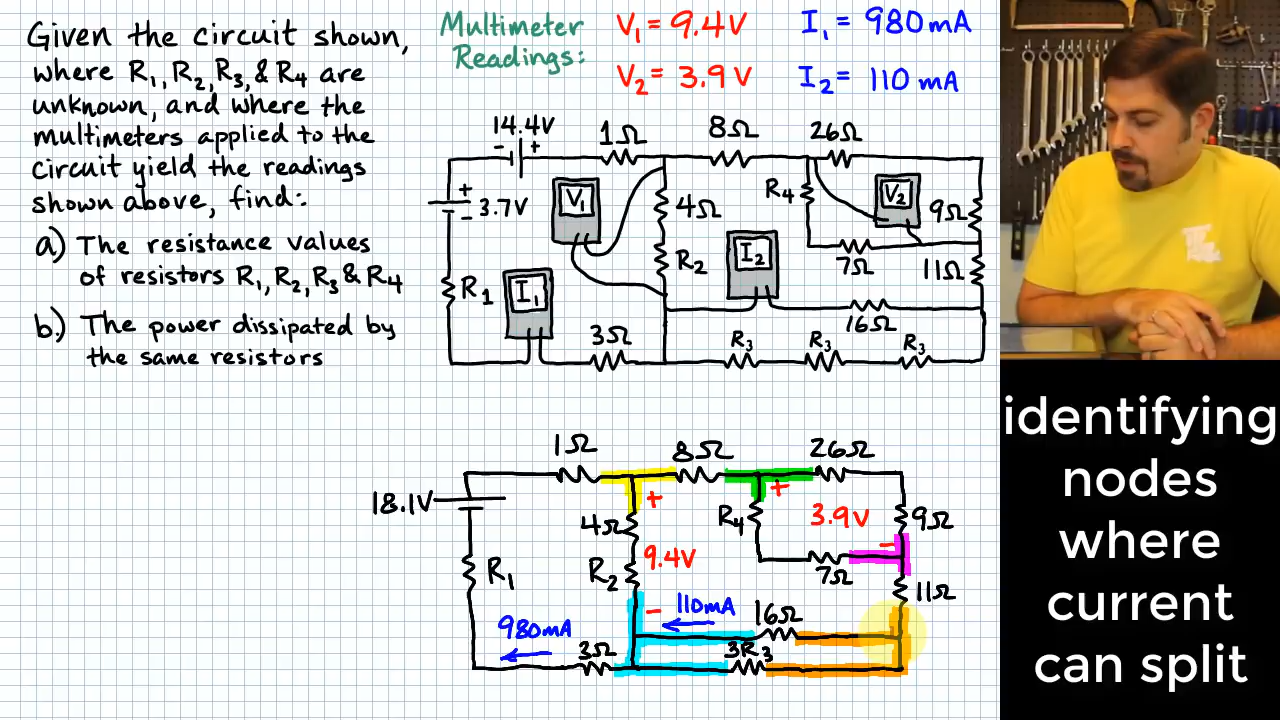 Given the circuit shown,
where R1, R2, R3, & R4 are
unknown, and where the
multimeters applied to the
circuit yield the readings
shown above, find:
a) The resistance values
of resistors R1, R2, R3 & R4
b.) The power dissipated by
the same resistors
Multimeter
Readings:
V1 = 9.4V
I1 = 980mA
V2 = 3.9V
I2 = 110 mA
14.4V
- +
1Ω
8Ω
26Ω
+
3.7V
-
V1
4Ω
R4
V2
9Ω
R2
I2
7Ω
11Ω
R1
I1
16Ω
3Ω
R3
R3
R3
1Ω
8Ω
26Ω
18.1V
+
+
4Ω
R4
3.9V
-
9Ω
R1
R2
9.4V
7Ω
11Ω
-
110mA
16Ω
980mA
3Ω
3R3
identifying
nodes
where
current
can split